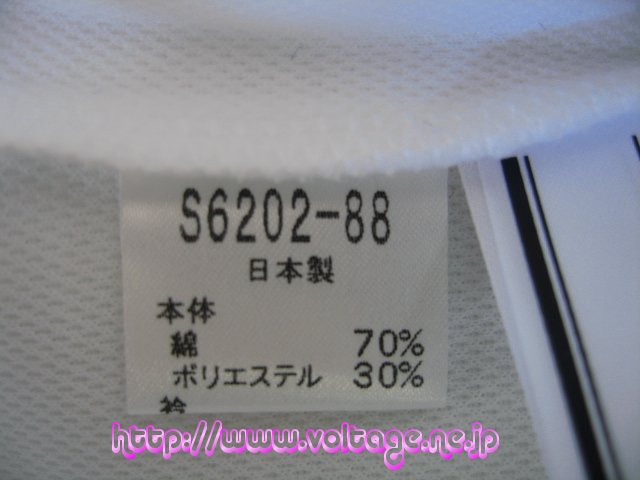 S6202-88
日本製
本体
綿 70%
ポリエステル 30%
衿
http://www.voltage.ne.jp